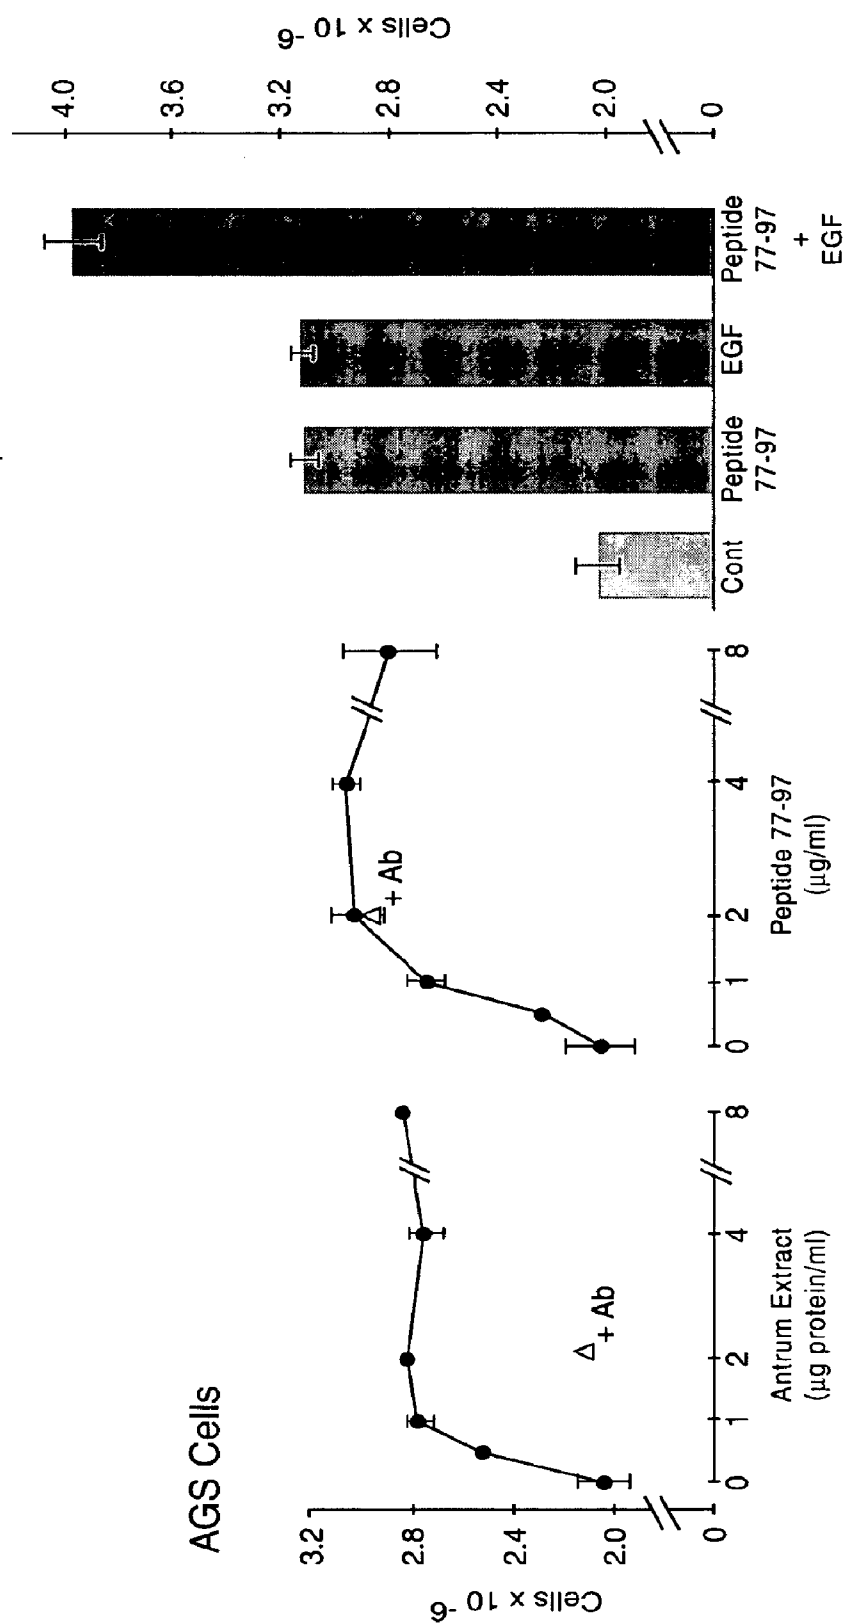 AGS Cells
Cells x 10 -6
3.2
2.8
2.4
2.0
0
+ Ab
0
1
2
4
8
Antrum Extract
(µg protein/ml)
+ Ab
0
1
2
4
8
Peptide 77-97
(µg/ml)
Cont
Peptide
77-97
EGF
Peptide
77-97
+
EGF
4.0
3.6
3.2
2.8
2.4
2.0
0
Cells x 10 -6